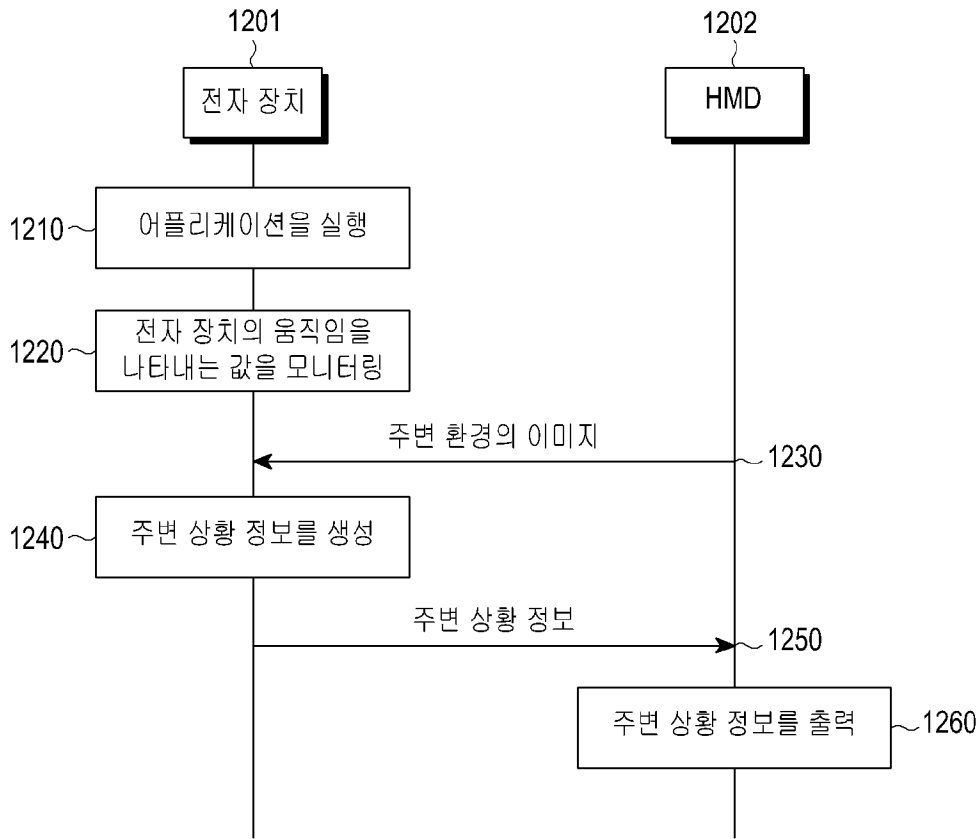 1201
1202
전자 장치
HMD
1210
어플리케이션을 실행
1220
전자 장치의 움직임을
나타내는 값을 모니터링
주변 환경의 이미지
1230
1240
주변 상황 정보를 생성
주변 상황 정보
1250
주변 상황 정보를 출력
1260